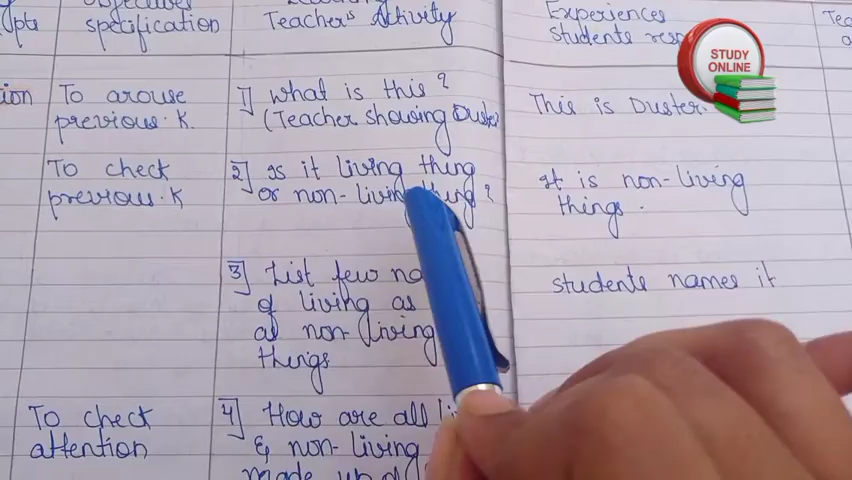 specification
Teacher's Activity
Experiences
Students
STUDY
ONLINE
To arouse
previous. K.
1] What is this?
(Teacher showing Duster
This is Duster.
To check
previous. K
2] Is it living thing
or non-living thing?
It is non-living
things.
3] List few
of living as
as non-living
things
students names it
To check
attention
4] How are all
& non-living
made up of